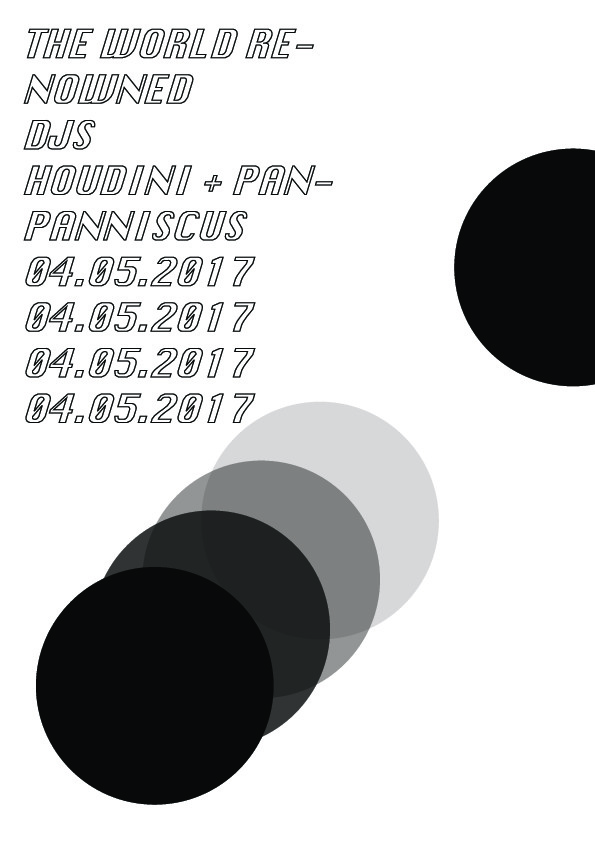 THE WORLD RE-
NOWNED
DJS
HOUDINI + PAN-
PANNISCUS
04.05.2017
04.05.2017
04.05.2017
04.05.2017